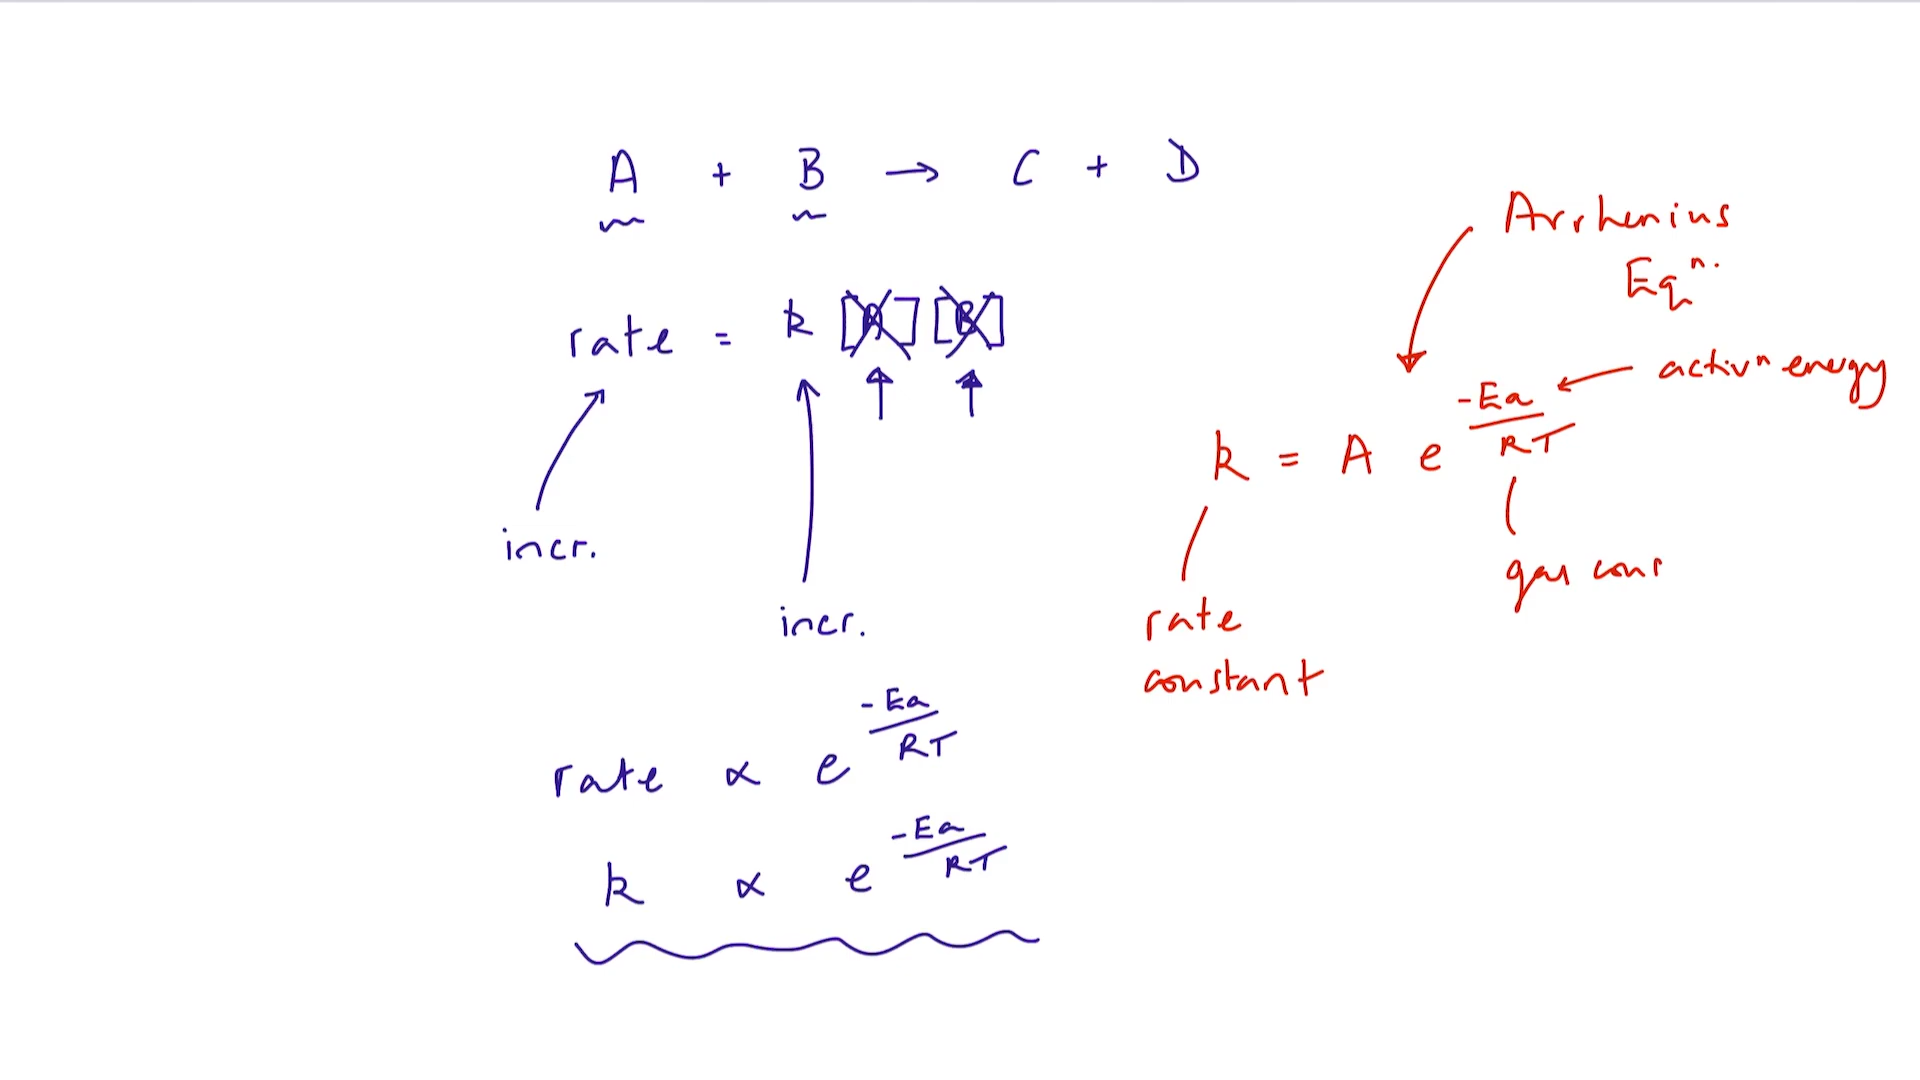 A + B → C + D
rate = k [A] [B]
incr.
incr.
rate ∝ e^(-Ea/RT)
k ∝ e^(-Ea/RT)
Arrhenius
Eqⁿ.
activⁿ energy
k = A e^(-Ea/RT)
rate
constant
gas cons